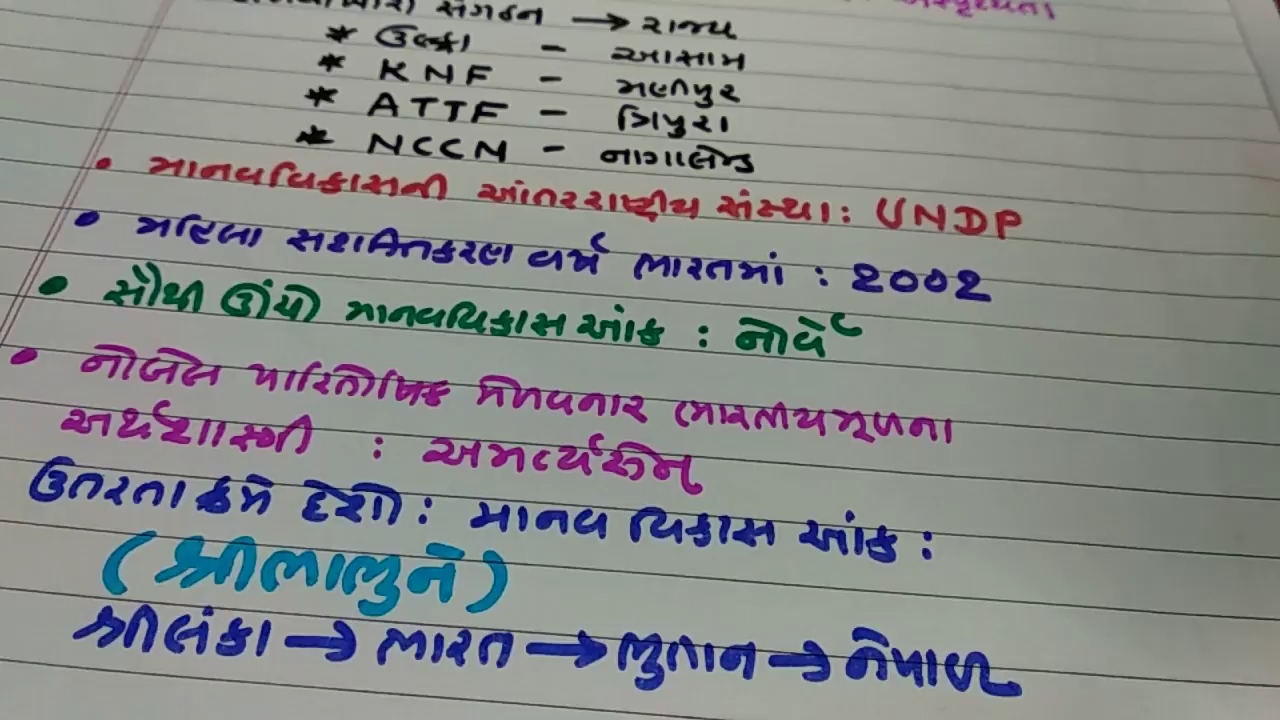 સંગઠન → રાજ્ય
* ઉલ્ફા - આસામ
* KNF - મણીપુર
* ATTF - ત્રિપુરા
* NCCN - નાગાલેન્ડ
• માનવવિકાસની આંતરરાષ્ટ્રીય સંસ્થા: UNDP
• મહિલા સશક્તિકરણ વર્ષ ભારતમાં : 2002
• સૌથી ઊંચો માનવવિકાસ આંક : નોર્વે
• નોબેલ પારિતોષિક મેળવનાર ભારતીયમૂળના
અર્થશાસ્ત્રી : અમર્ત્યસેન
ઉતરતા ક્રમે દેશો: માનવ વિકાસ આંક :
(શ્રીલાભુને)
શ્રીલંકા → ભારત → ભુતાન → નેપાળ